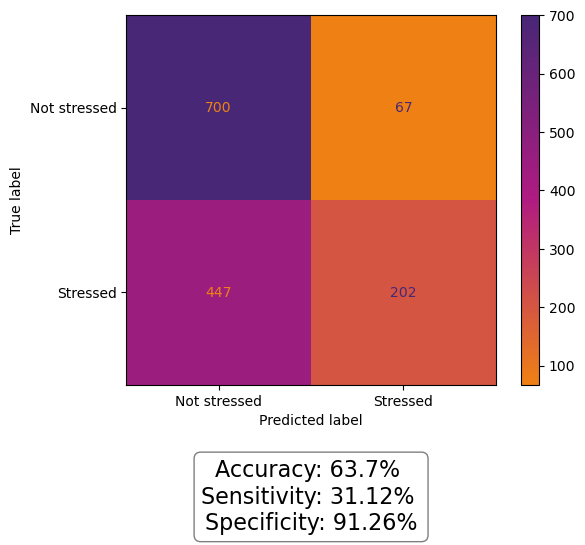 Not stressed
Stressed
True label
700
67
447
202
Not stressed
Stressed
Predicted label
700
600
500
400
300
200
100
Accuracy: 63.7%
Sensitivity: 31.12%
Specificity: 91.26%